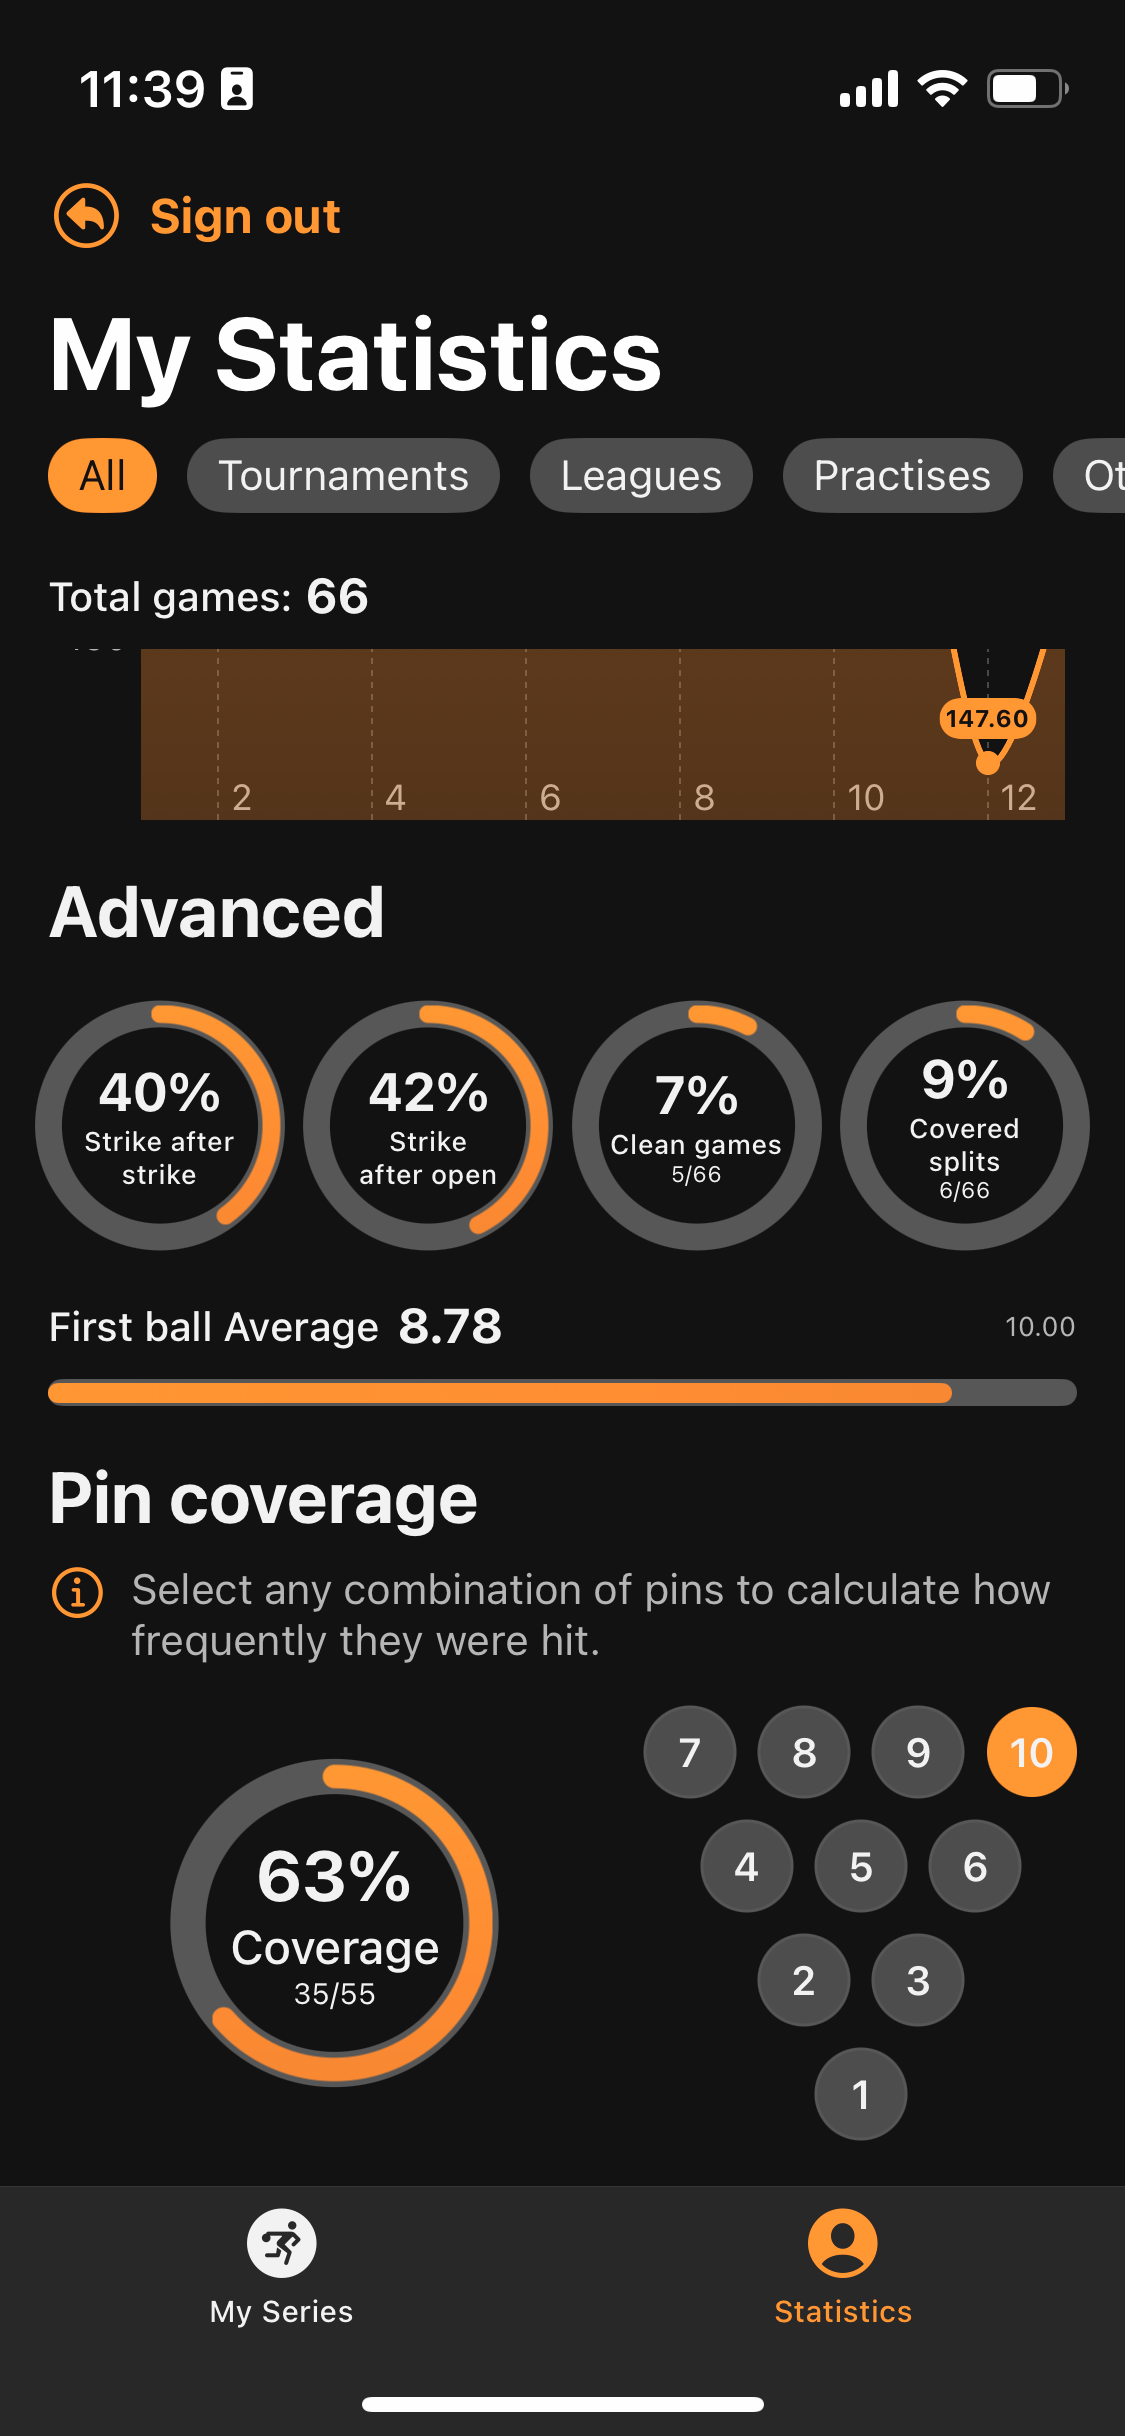 11:39
Sign out
My Statistics
All Tournaments Leagues Practises Ot
Total games: 66
147.60
2 4 6 8 10 12
Advanced
40%
Strike after
strike
42%
Strike
after open
7%
Clean games
5/66
9%
Covered
splits
6/66
First ball Average 8.78 10.00
Pin coverage
Select any combination of pins to calculate how
frequently they were hit.
7 8 9 10
4 5 6
2 3
1
63%
Coverage
35/55
My Series Statistics